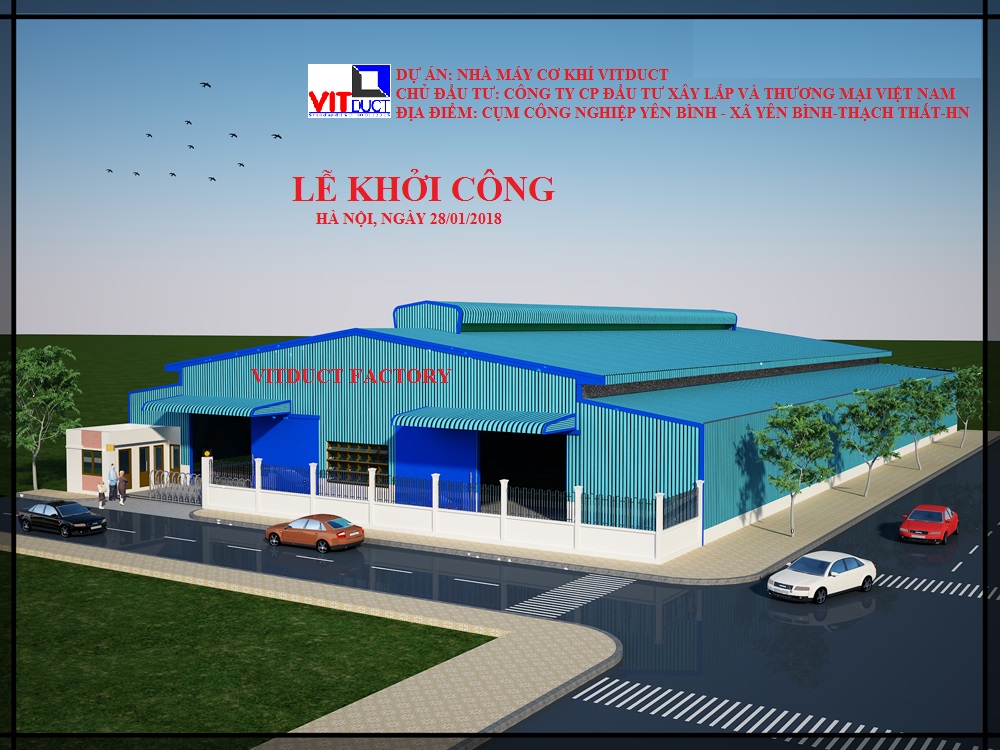 VITDUCT
DỰ ÁN: NHÀ MÁY CƠ KHÍ VITDUCT
CHỦ ĐẦU TƯ: CÔNG TY CP ĐẦU TƯ XÂY LẮP VÀ THƯƠNG MẠI VIỆT NAM
ĐỊA ĐIỂM: CỤM CÔNG NGHIỆP YÊN BÌNH - XÃ YÊN BÌNH-THẠCH THẤT-HN
LỄ KHỞI CÔNG
HÀ NỘI, NGÀY 28/01/2018
VITDUCT FACTORY